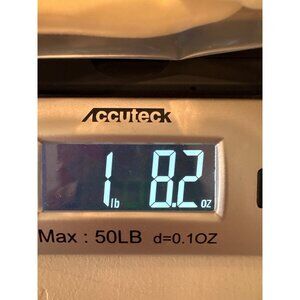 Accuteck
1 lb 8.2 oz
Max : 50LB d=0.1OZ